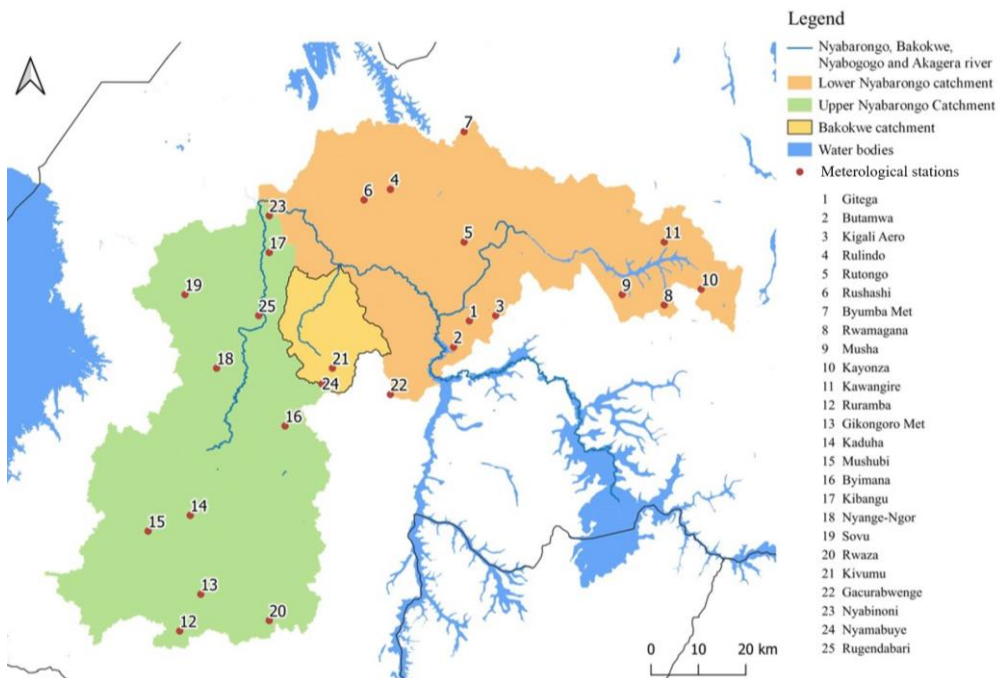 Legend
Nyabarongo, Bakokwe,
Nyabogogo and Akagera river
Lower Nyabarongo catchment
Upper Nyabarongo Catchment
Bakokwe catchment
Water bodies
Meterological stations
1 Gitega
2 Butamwa
3 Kigali Aero
4 Rulindo
5 Rutongo
6 Rushashi
7 Byumba Met
8 Rwamagana
9 Musha
10 Kayonza
11 Kawangire
12 Ruramba
13 Gikongoro Met
14 Kaduha
15 Mushubi
16 Byimana
17 Kibangu
18 Nyange-Ngor
19 Sovu
20 Rwaza
21 Kivumu
22 Gacurabwenge
23 Nyabinoni
24 Nyamabuye
25 Rugendabari
7
4
6
23
5
11
17
10
19
9
8
25
1
3
2
18
21
24
22
16
14
15
13
20
12
0 10 20 km